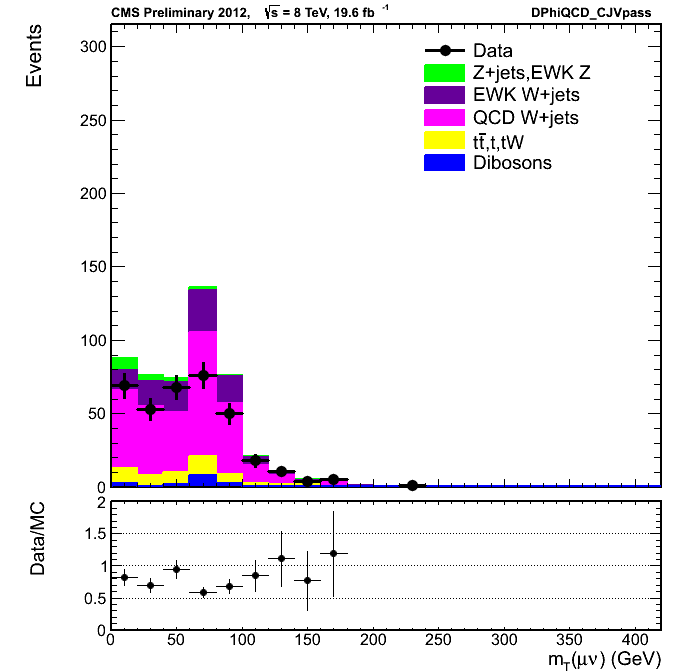 CMS Preliminary 2012, √s = 8 TeV, 19.6 fb⁻¹ DPhiQCD_CJVpass
Events
300
250
200
150
100
50
0
Data
Z+jets,EWK Z
EWK W+jets
QCD W+jets
tt̅,t,tW
Dibosons
Data/MC
2
1.5
1
0.5
0
0 50 100 150 200 250 300 350 400
m_T(μν) (GeV)